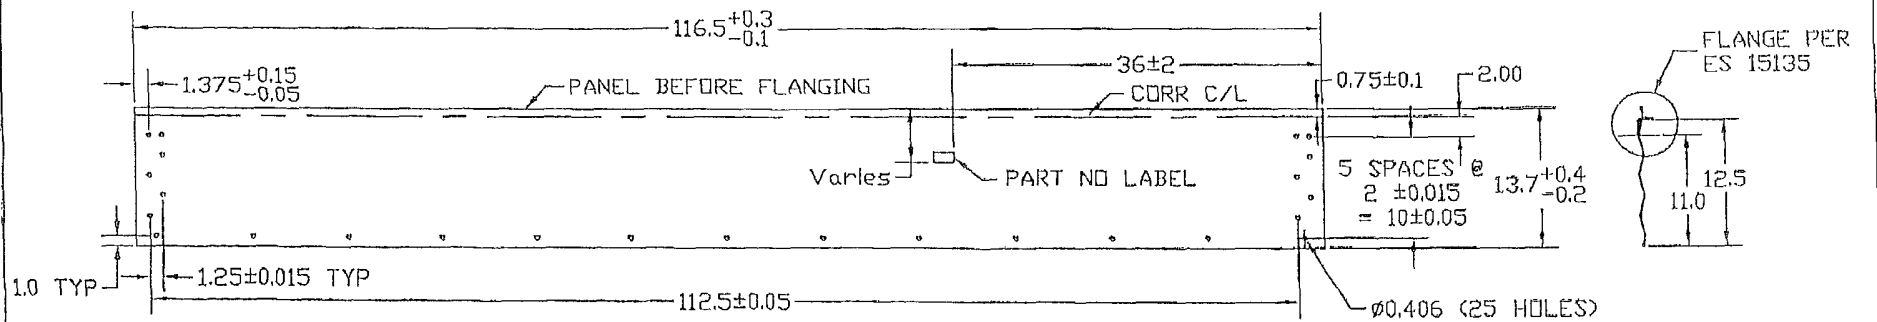 116.5+0.3
-0.1
FLANGE PER
ES 15135
1.375+0.15
-0.05
PANEL BEFORE FLANGING
36±2
CORR C/L
0.75±0.1
2.00
Varies
PART NO LABEL
5 SPACES @
2 ±0.015
= 10±0.05
13.7+0.4
-0.2
12.5
11.0
1.0 TYP
1.25±0.015 TYP
112.5±0.05
ø0.406 (25 HOLES)